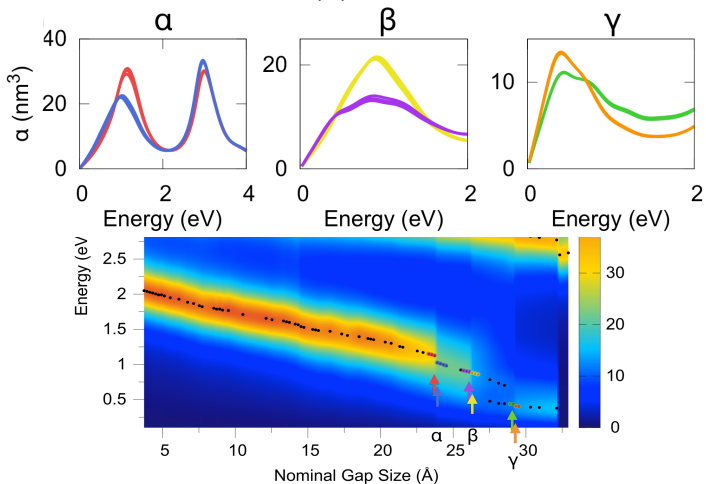 α β γ
α (nm³)
60
40
20
0
0 2 4
20
0
0 2
10
0
0 2
Energy (eV) Energy (eV) Energy (eV)
Energy (eV
2.5
2
1.5
1
0.5
30
20
10
0
α β
γ
5 10 15 20 25 30
Nominal Gap Size (Å)